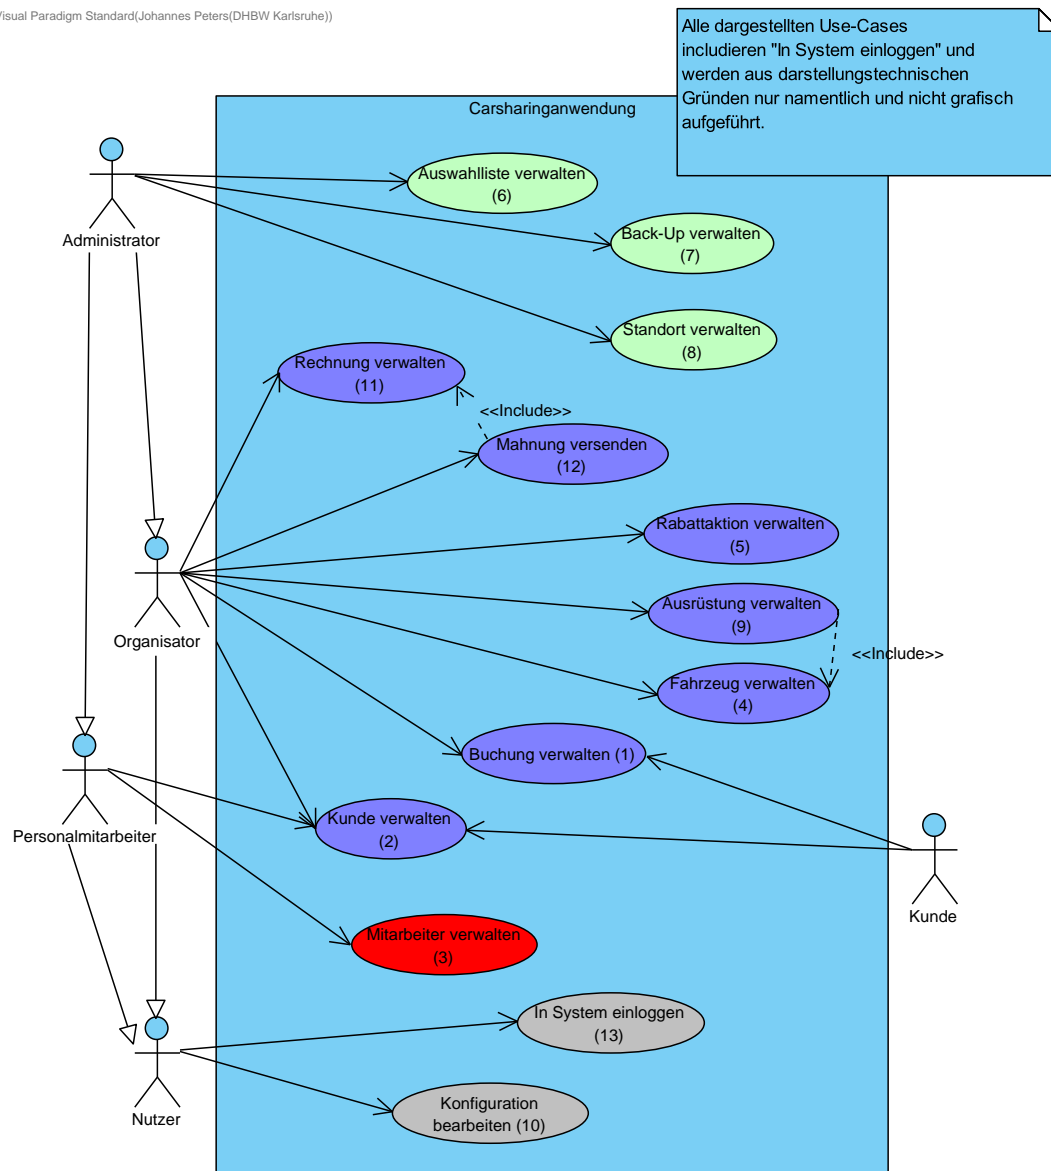 Visual Paradigm Standard(Johannes Peters(DHBW Karlsruhe))
Alle dargestellten Use-Cases
includieren "In System einloggen" und
werden aus darstellungstechnischen
Gründen nur namentlich und nicht grafisch
aufgeführt.
Carsharinganwendung
Auswahlliste verwalten
(6)
Administrator
Back-Up verwalten
(7)
Standort verwalten
(8)
Rechnung verwalten
(11)
<<Include>>
Mahnung versenden
(12)
Rabattaktion verwalten
(5)
Organisator
Ausrüstung verwalten
(9)
<<Include>>
Fahrzeug verwalten
(4)
Buchung verwalten (1)
Personalmitarbeiter
Kunde verwalten
(2)
Kunde
Mitarbeiter verwalten
(3)
In System einloggen
(13)
Nutzer
Konfiguration
bearbeiten (10)